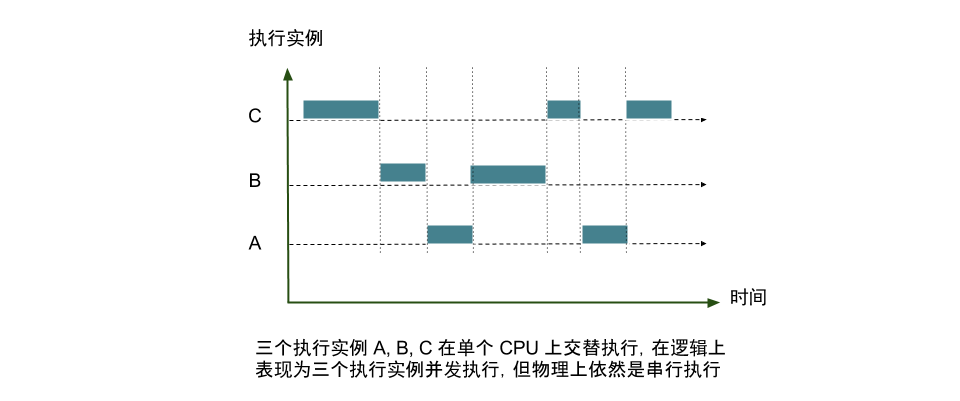 执行实例
C
B
A
时间
三个执行实例 A, B, C 在单个 CPU 上交替执行, 在逻辑上
表现为三个执行实例并发执行, 但物理上依然是串行执行